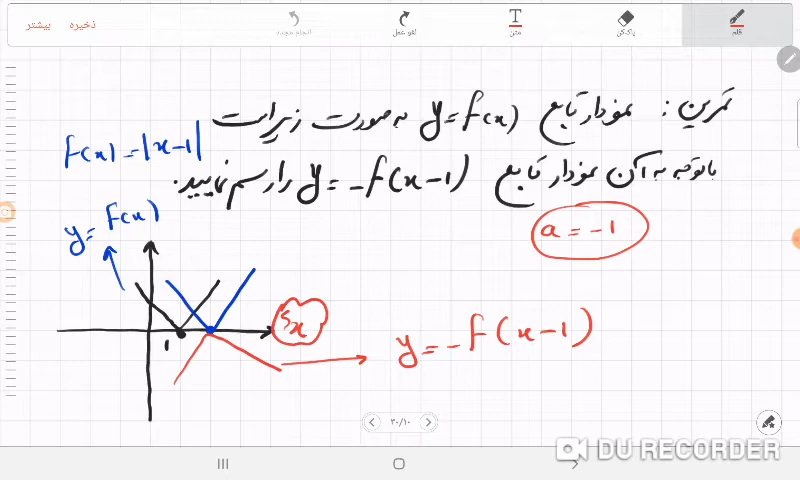 ذخیره
بیشتر
انجام مجدد
لغو عمل
متن
پاک‌کن
قلم
تمرین: نمودار تابع y=f(x) به صورت زیر است
f(x)=|x-1|
با توجه به آن نمودار تابع y=-f(x-1) را رسم نمایید.
y=f(x)
a=-1
1
x
y=-f(x-1)
۳۰/۱۰
DU RECORDER